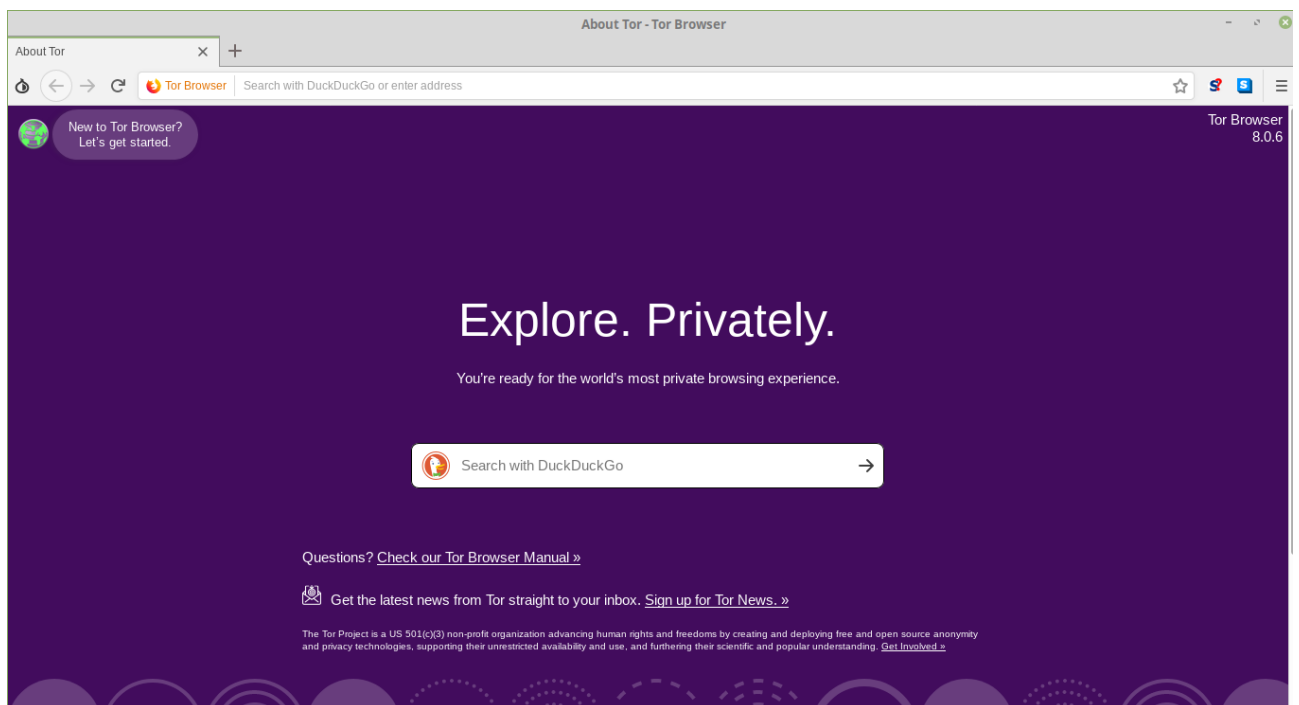 About Tor - Tor Browser
About Tor
Tor Browser Search with DuckDuckGo or enter address
New to Tor Browser?
Let's get started.
Tor Browser
8.0.6
Explore. Privately.
You're ready for the world's most private browsing experience.
Search with DuckDuckGo
Questions? Check our Tor Browser Manual »
Get the latest news from Tor straight to your inbox. Sign up for Tor News. »
The Tor Project is a US 501(c)(3) non-profit organization advancing human rights and freedoms by creating and deploying free and open source anonymity
and privacy technologies, supporting their unrestricted availability and use, and furthering their scientific and popular understanding. Get Involved »